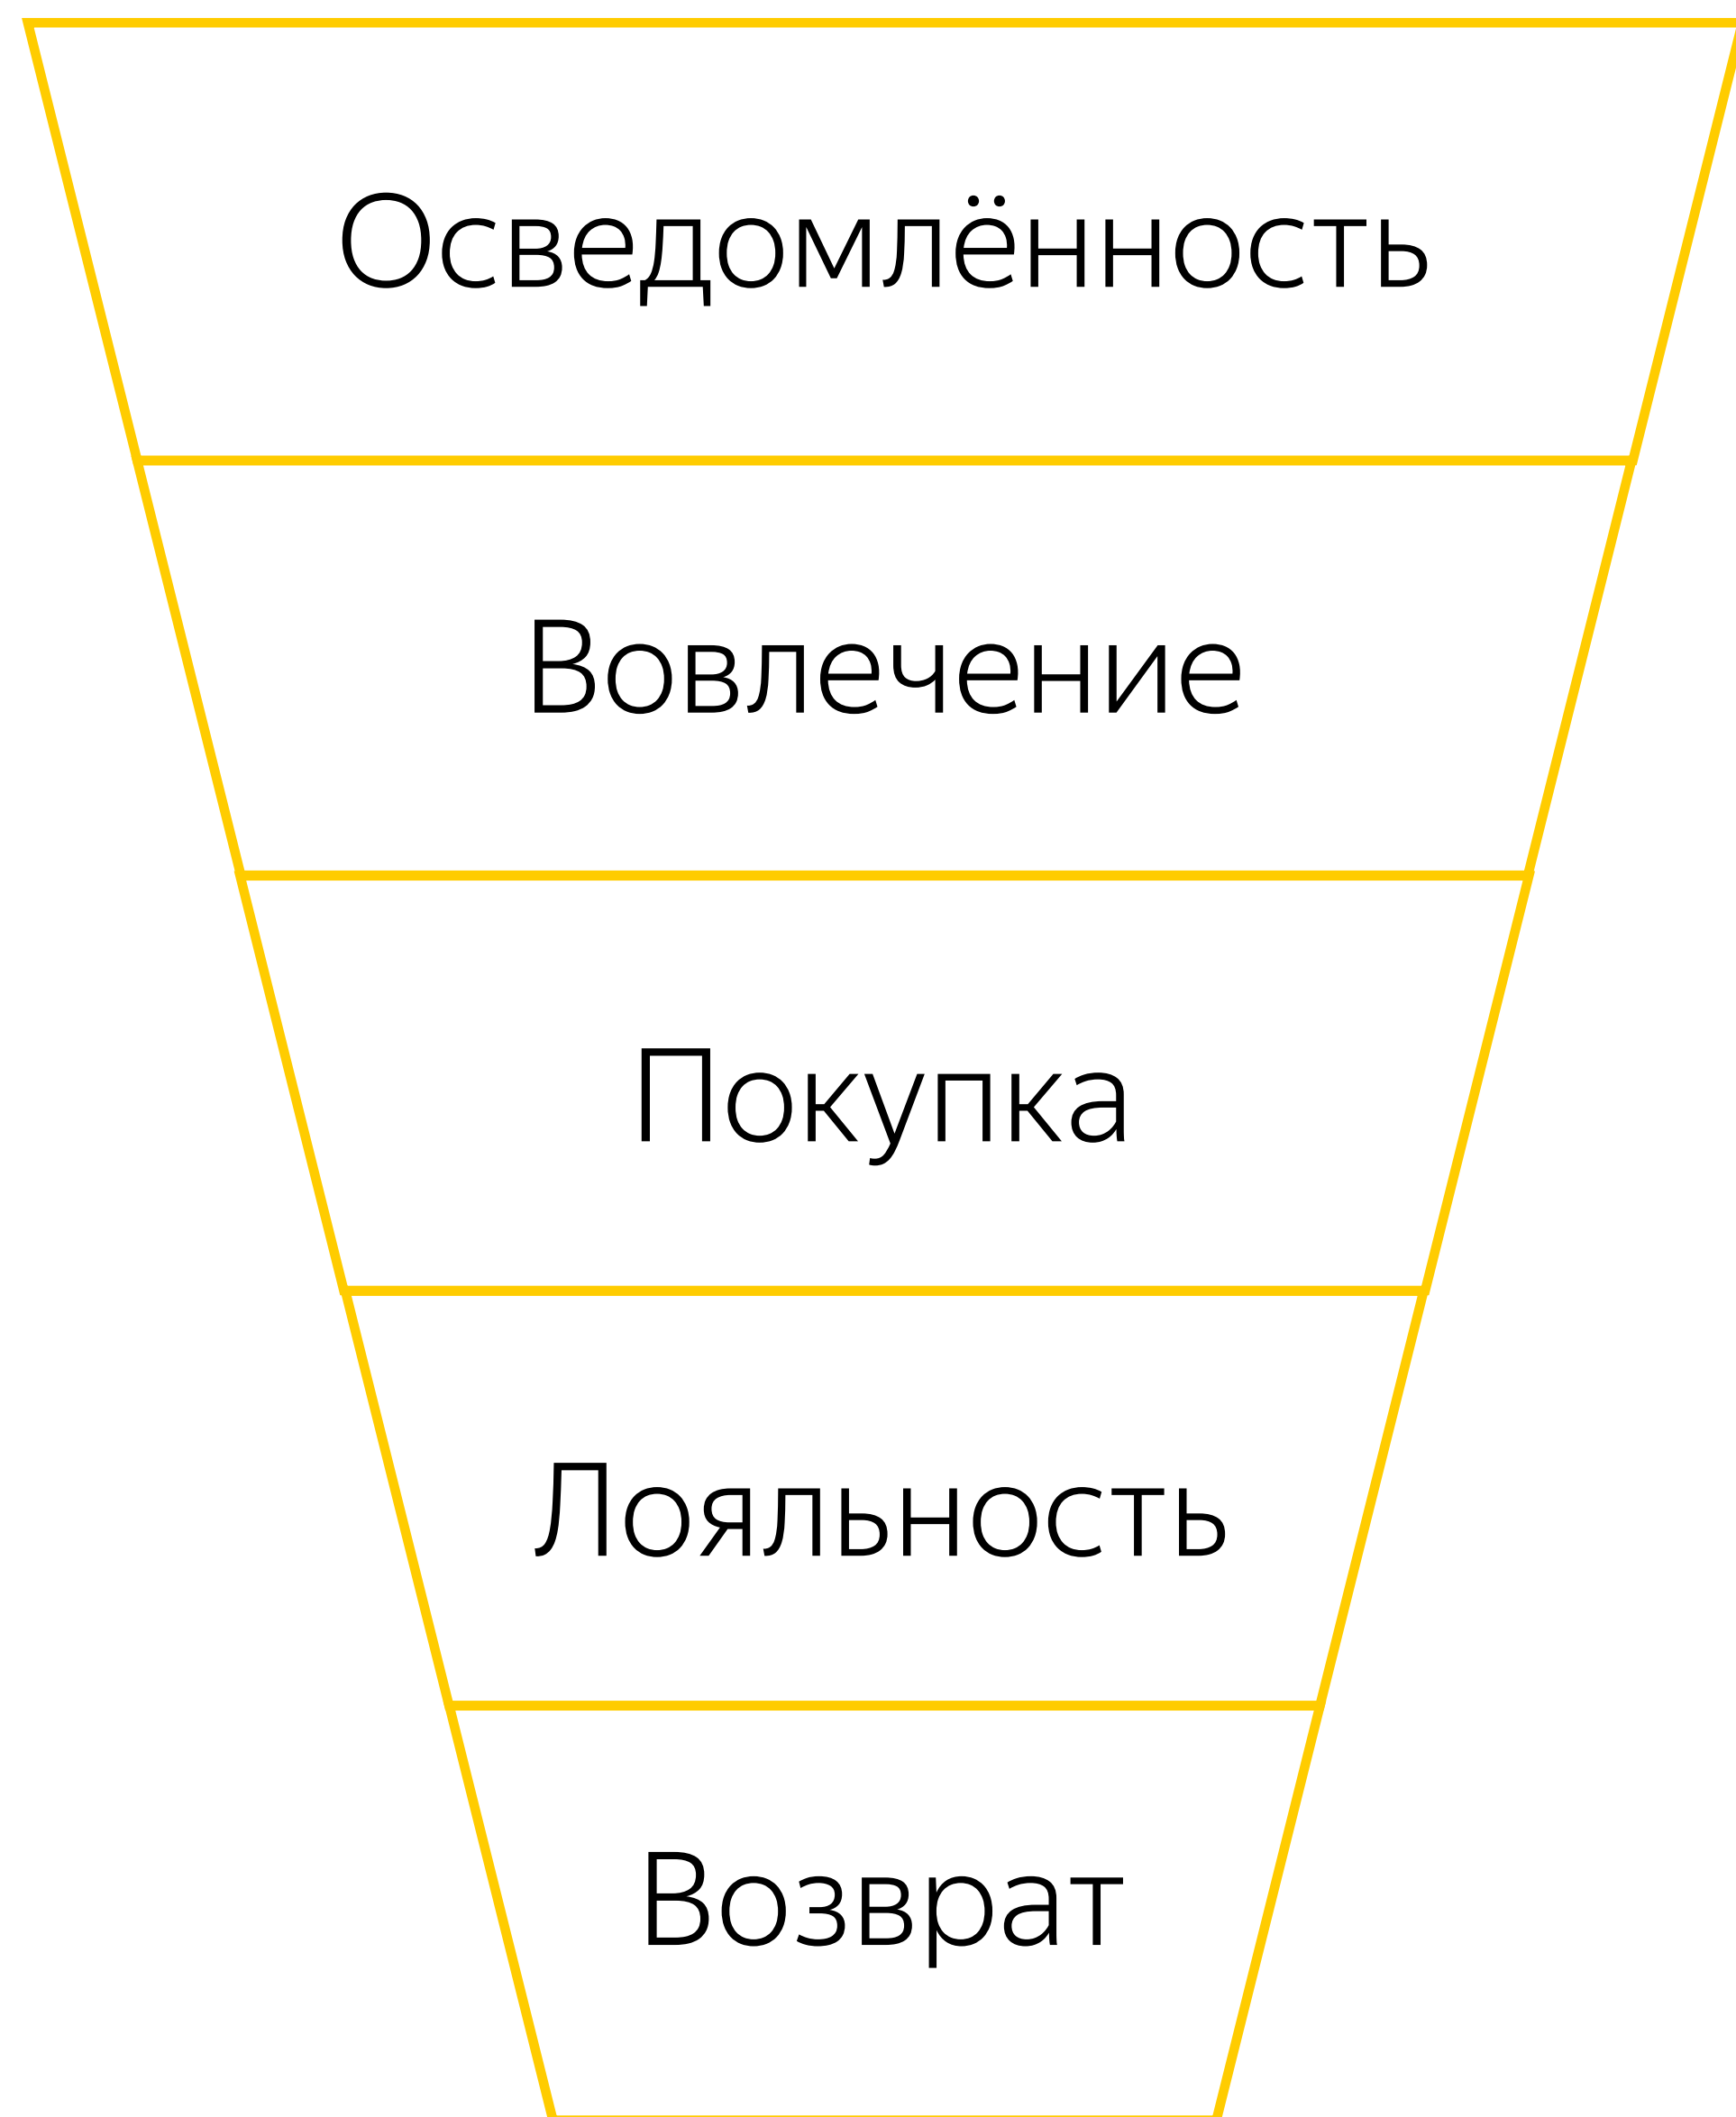 Осведомлённость
Вовлечение
Покупка
Лояльность
Возврат